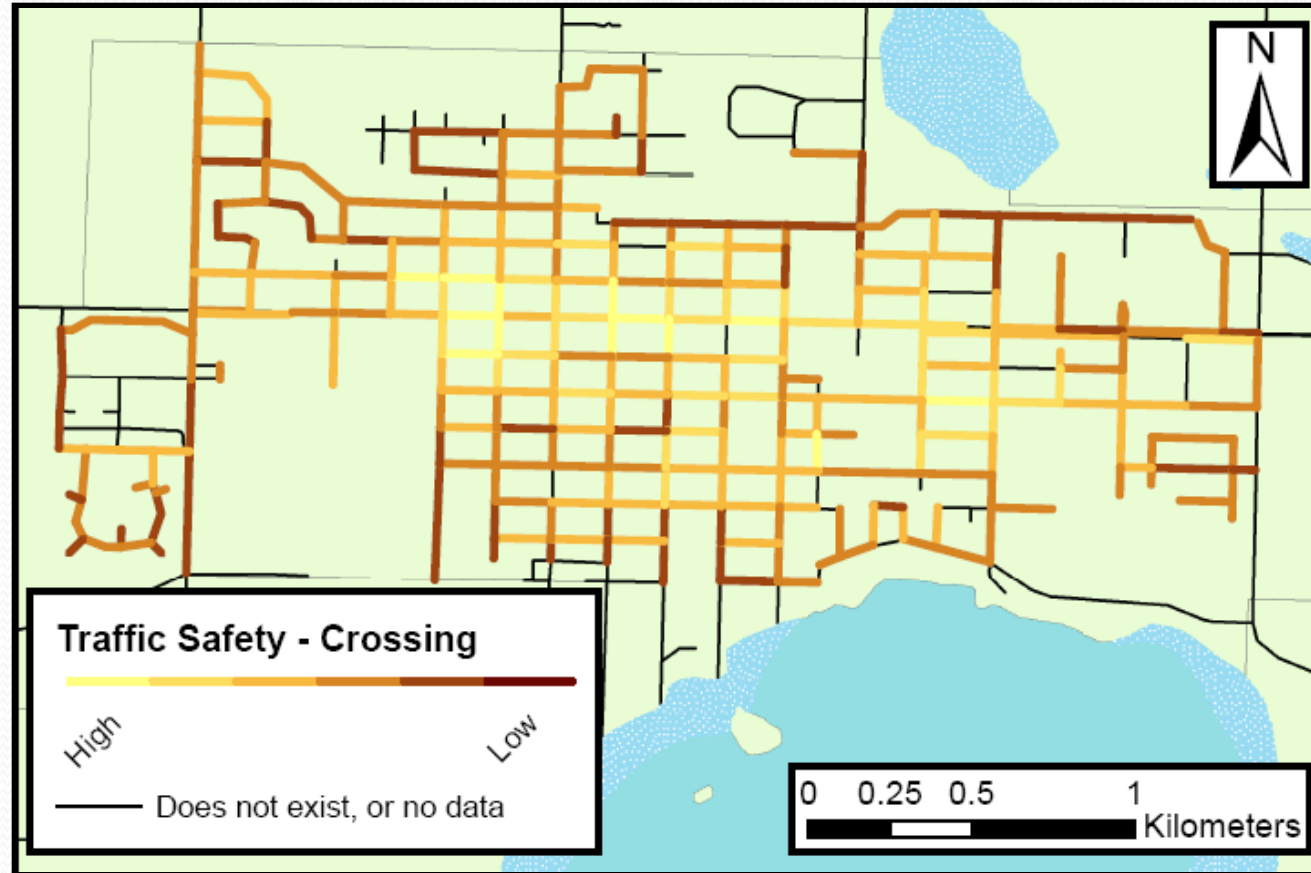 N
Traffic Safety - Crossing
High
Low
Does not exist, or no data
0 0.25 0.5 1
Kilometers